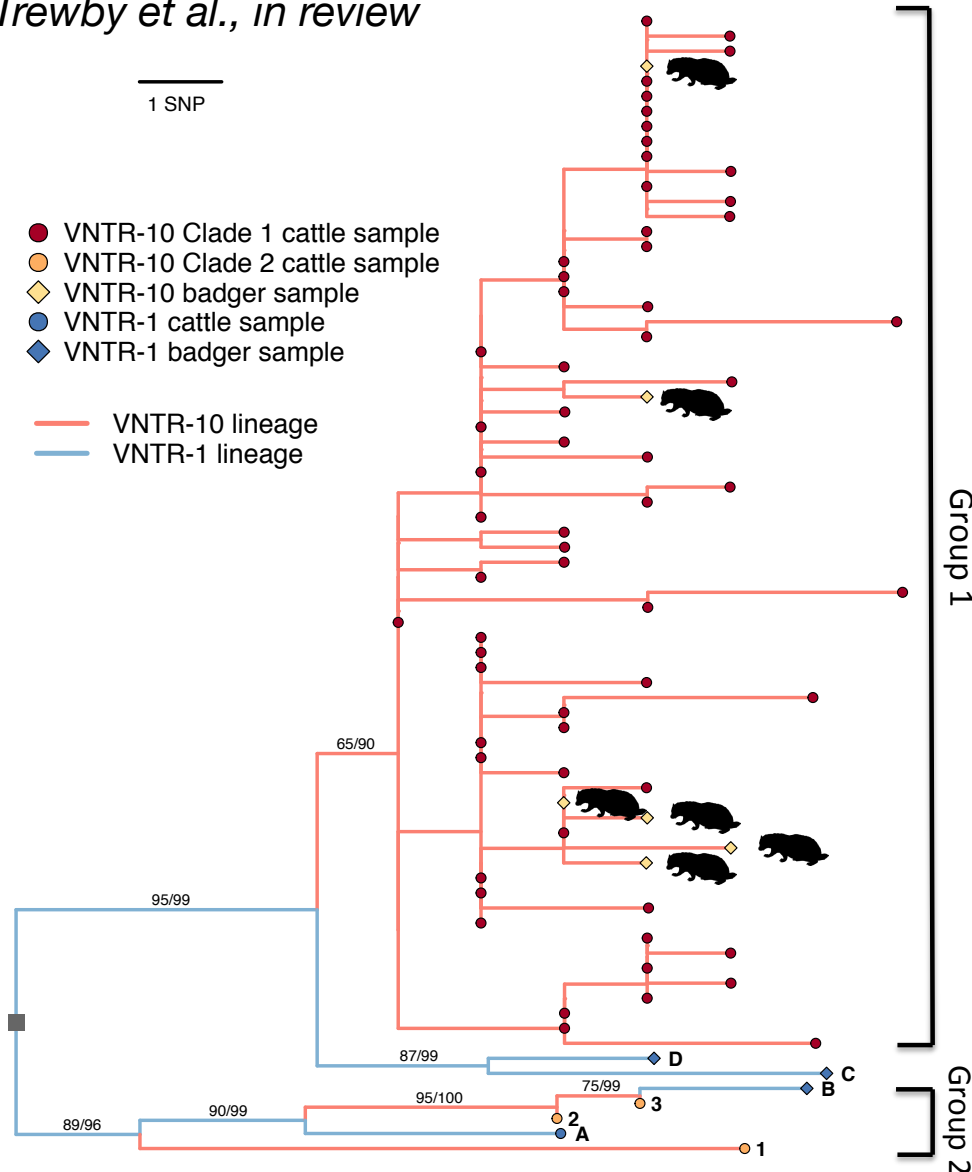 Trewby et al., in review
1 SNP
VNTR-10 Clade 1 cattle sample
VNTR-10 Clade 2 cattle sample
VNTR-10 badger sample
VNTR-1 cattle sample
VNTR-1 badger sample
VNTR-10 lineage
VNTR-1 lineage
Group 1
65/90
95/99
87/99
D
C
B
75/99
3
95/100
2
90/99
A
89/96
1
Group 2